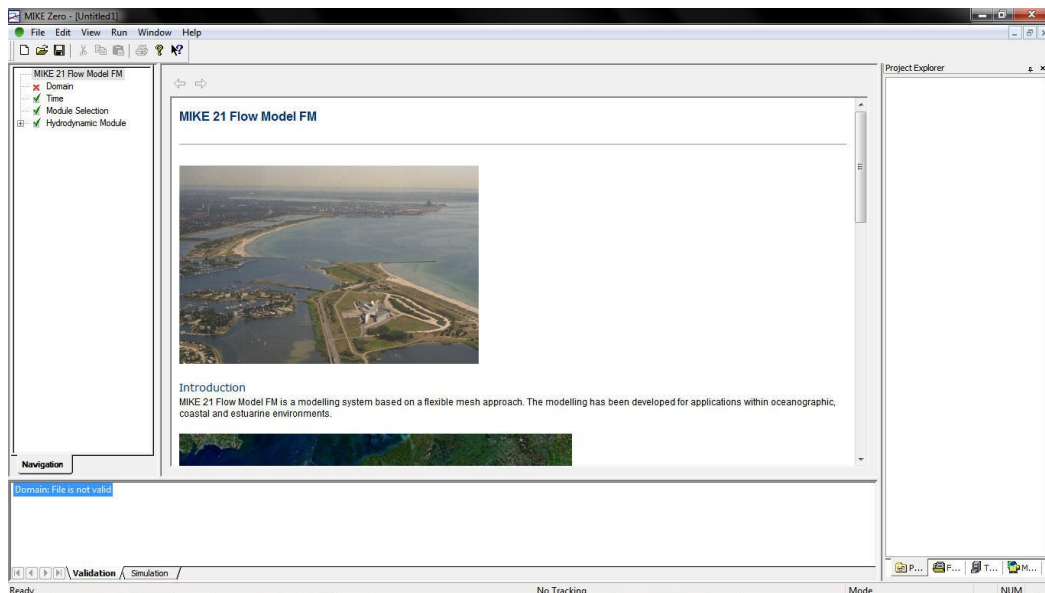 MIKE Zero - [Untitled1]
File Edit View Run Window Help
MIKE 21 Flow Model FM
Domain
Time
Module Selection
Hydrodynamic Module
Navigation
MIKE 21 Flow Model FM
Introduction
MIKE 21 Flow Model FM is a modelling system based on a flexible mesh approach. The modelling has been developed for applications within oceanographic,
coastal and estuarine environments.
Project Explorer
P... F... T... M...
Domain: File is not valid
Validation Simulation
Ready No Tracking Mode NUM